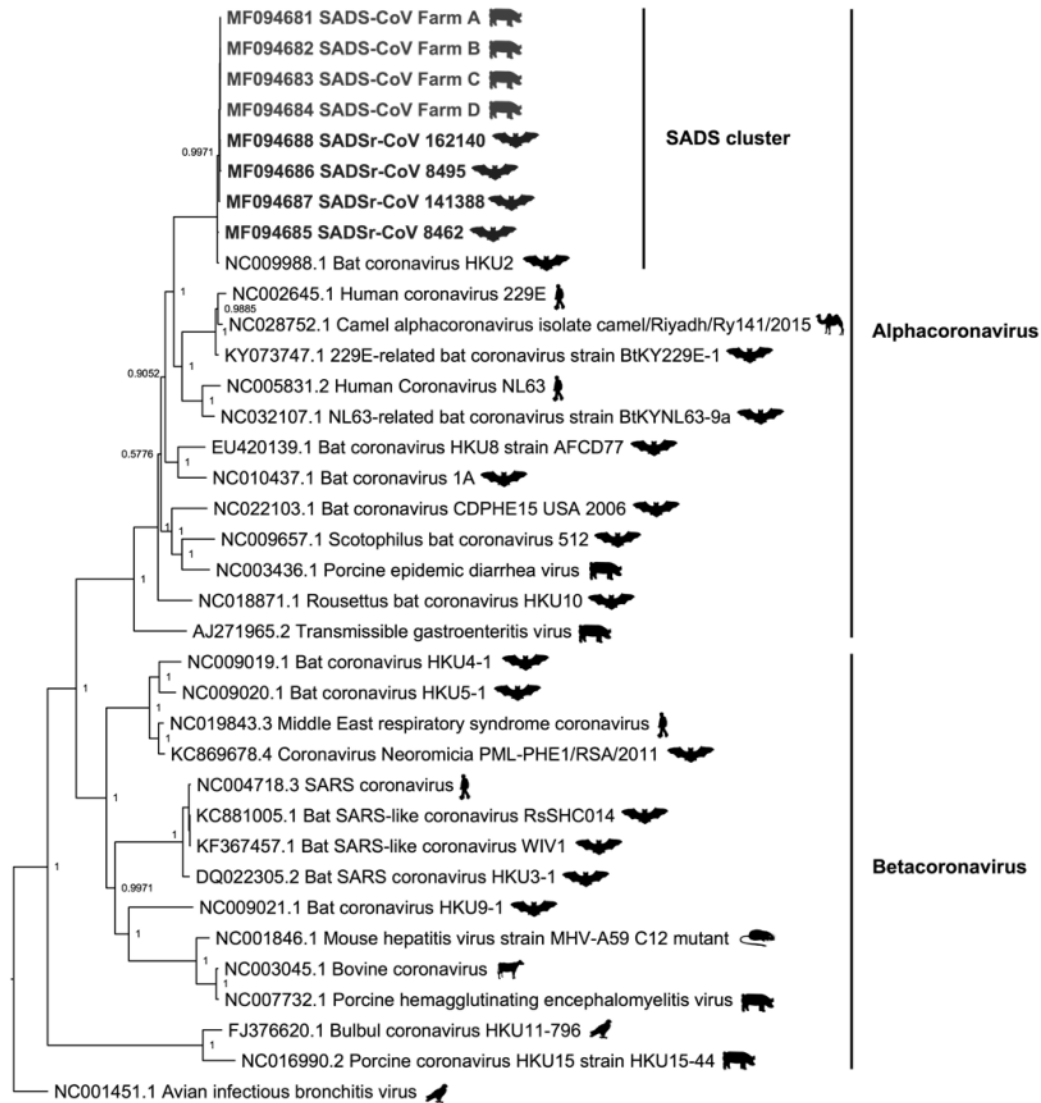 MF094681 SADS-CoV Farm A
MF094682 SADS-CoV Farm B
MF094683 SADS-CoV Farm C
MF094684 SADS-CoV Farm D
MF094688 SADSr-CoV 162140
SADS cluster
0.9971
MF094686 SADSr-CoV 8495
MF094687 SADSr-CoV 141388
MF094685 SADSr-CoV 8462
NC009988.1 Bat coronavirus HKU2
1
NC002645.1 Human coronavirus 229E
0.9885
1
NC028752.1 Camel alphacoronavirus isolate camel/Riyadh/Ry141/2015
Alphacoronavirus
KY073747.1 229E-related bat coronavirus strain BtKY229E-1
1
0.9052
NC005831.2 Human Coronavirus NL63
1
NC032107.1 NL63-related bat coronavirus strain BtKYNL63-9a
EU420139.1 Bat coronavirus HKU8 strain AFCD77
0.5776
1
NC010437.1 Bat coronavirus 1A
NC022103.1 Bat coronavirus CDPHE15 USA 2006
1
1
NC009657.1 Scotophilus bat coronavirus 512
1
NC003436.1 Porcine epidemic diarrhea virus
1
NC018871.1 Rousettus bat coronavirus HKU10
AJ271965.2 Transmissible gastroenteritis virus
NC009019.1 Bat coronavirus HKU4-1
1
1
NC009020.1 Bat coronavirus HKU5-1
1
NC019843.3 Middle East respiratory syndrome coronavirus
1
KC869678.4 Coronavirus Neoromicia PML-PHE1/RSA/2011
NC004718.3 SARS coronavirus
1
KC881005.1 Bat SARS-like coronavirus RsSHC014
1
KF367457.1 Bat SARS-like coronavirus WIV1
1
DQ022305.2 Bat SARS coronavirus HKU3-1
Betacoronavirus
0.9971
NC009021.1 Bat coronavirus HKU9-1
1
NC001846.1 Mouse hepatitis virus strain MHV-A59 C12 mutant
1
NC003045.1 Bovine coronavirus
1
NC007732.1 Porcine hemagglutinating encephalomyelitis virus
FJ376620.1 Bulbul coronavirus HKU11-796
1
NC016990.2 Porcine coronavirus HKU15 strain HKU15-44
NC001451.1 Avian infectious bronchitis virus